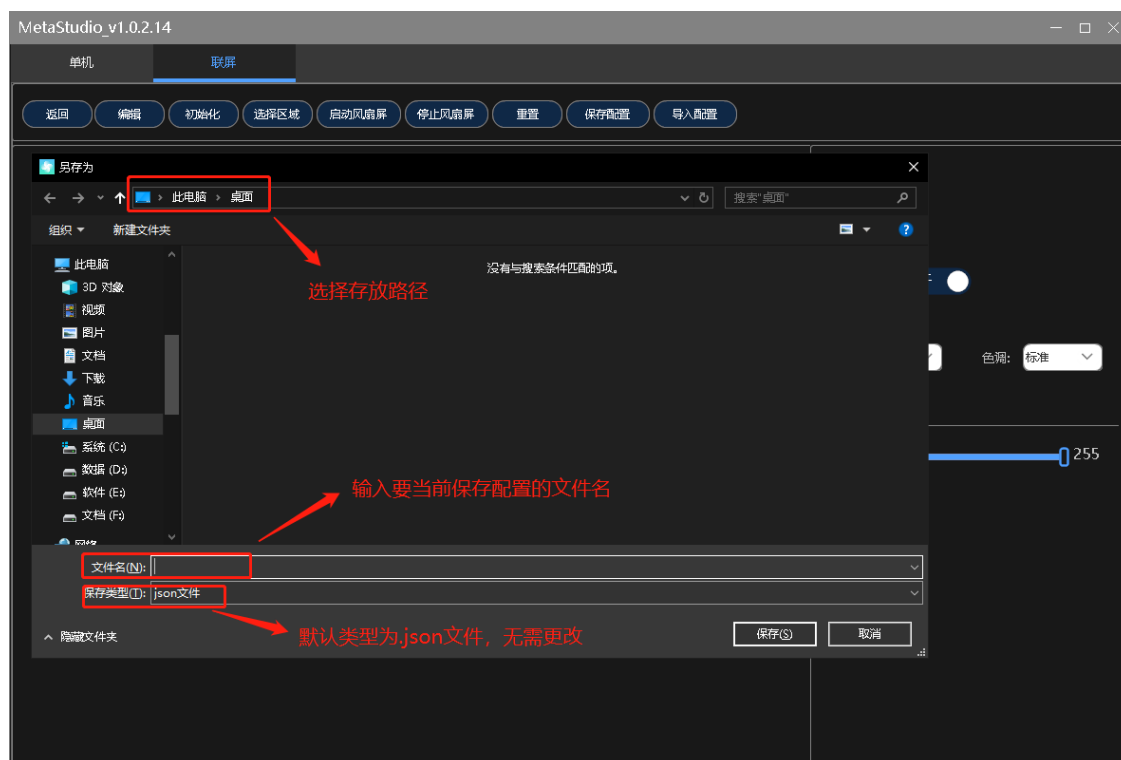 MetaStudio_v1.0.2.14
单机 联屏
返回 编辑 初始化 选择区域 启动风扇屏 停止风扇屏 重置 保存配置 导入配置
另存为
此电脑 › 桌面 搜索"桌面"
组织 新建文件夹
此电脑
没有与搜索条件匹配的项。
3D 对象
选择存放路径
视频
图片
文档
色调: 标准
下载
音乐
桌面
系统 (C:)
255
数据 (D:)
软件 (E:)
输入要当前保存配置的文件名
文档 (F:)
网络
文件名(N):
保存类型(T): json文件
隐藏文件夹
默认类型为.json文件，无需更改
保存(S) 取消